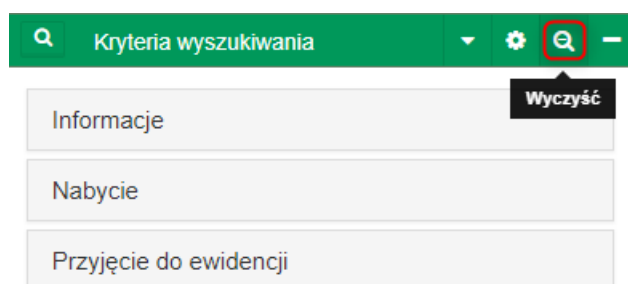 Kryteria wyszukiwania
Wyczyść
Informacje
Nabycie
Przyjęcie do ewidencji